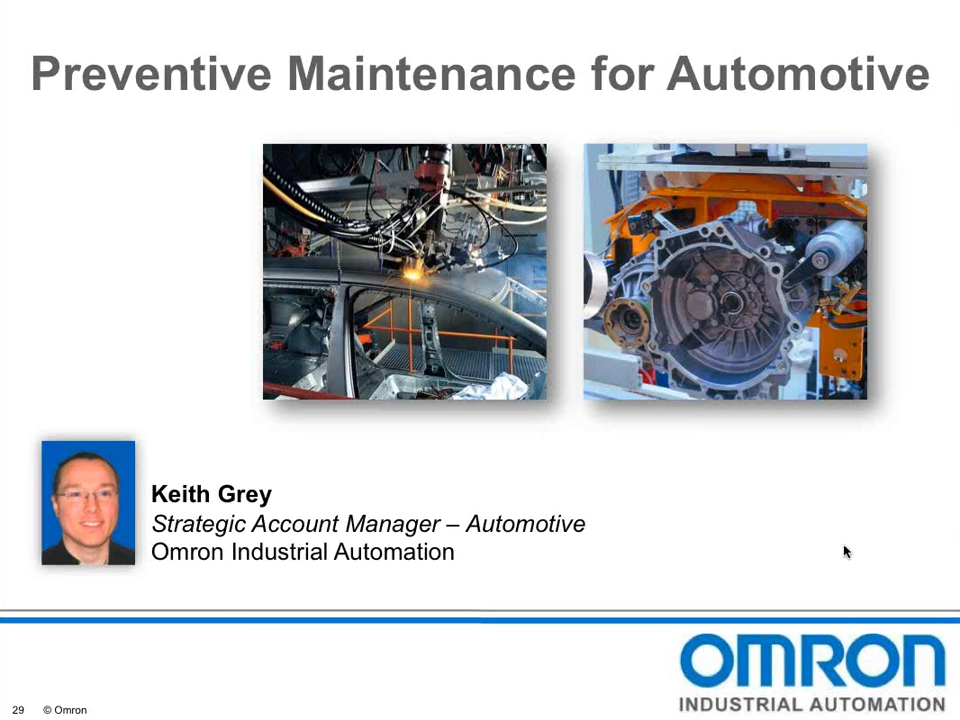 Preventive Maintenance for Automotive
Keith Grey
Strategic Account Manager – Automotive
Omron Industrial Automation
OMRON
INDUSTRIAL AUTOMATION
29 © Omron